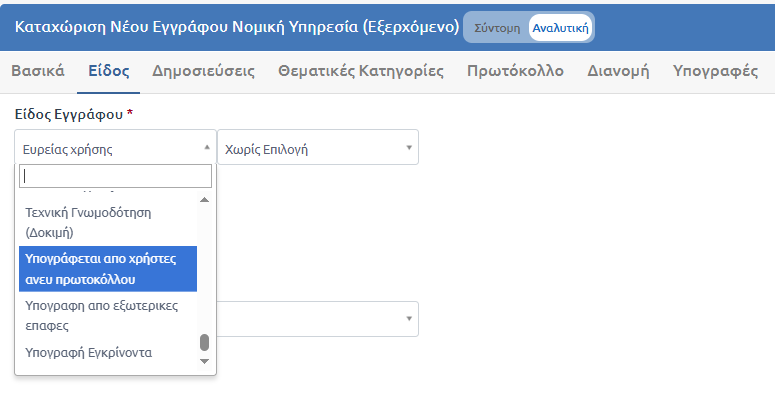 Καταχώριση Νέου Εγγράφου Νομική Υπηρεσία (Εξερχόμενο) Σύντομη Αναλυτική
Βασικά Είδος Δημοσιεύσεις Θεματικές Κατηγορίες Πρωτόκολλο Διανομή Υπογραφές
Είδος Εγγράφου *
Ευρείας χρήσης Χωρίς Επιλογή
Τεχνική Γνωμοδότηση
(Δοκιμή)
Υπογράφεται απο χρήστες
ανευ πρωτοκόλλου
Υπογραφη απο εξωτερικες
επαφες
Υπογραφή Εγκρίνοντα